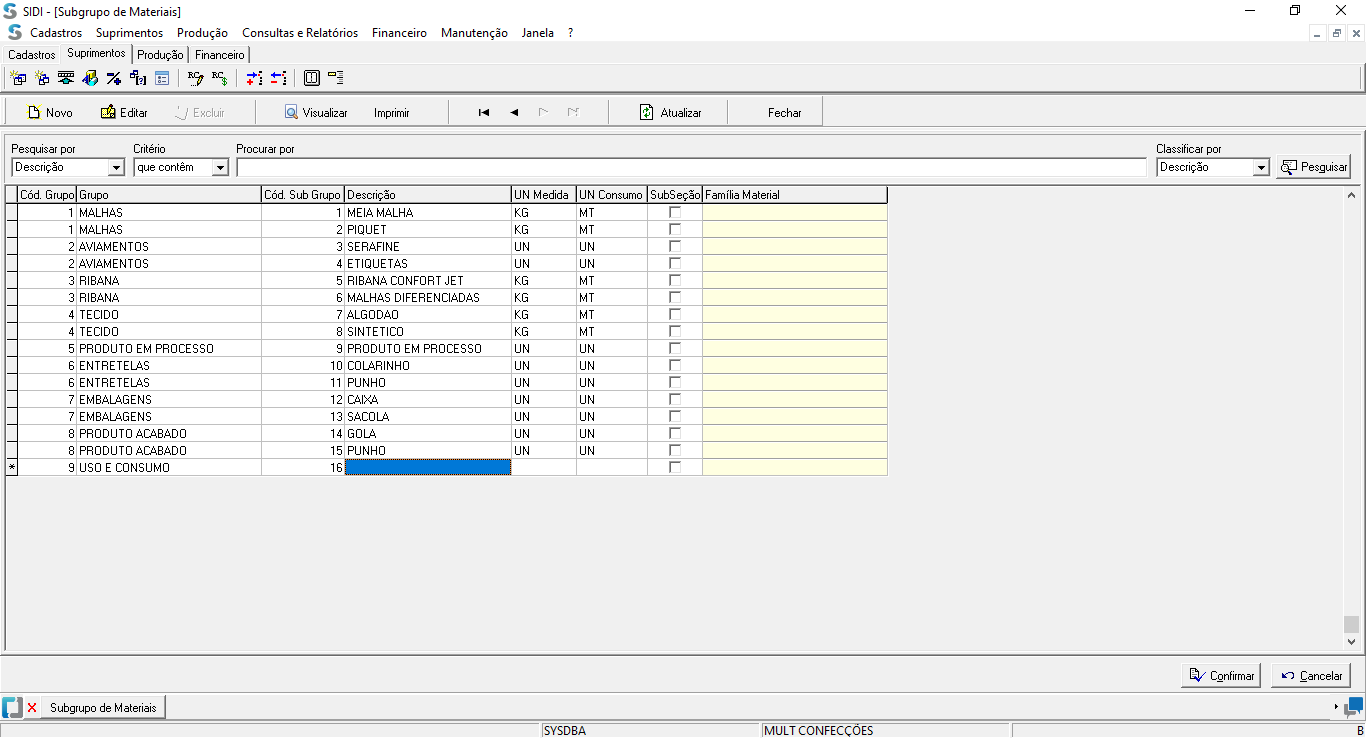 SIDI - [Subgrupo de Materiais]
Cadastros Suprimentos Produção Consultas e Relatórios Financeiro Manutenção Janela ?
Cadastros Suprimentos Produção Financeiro
Novo Editar Excluir Visualizar Imprimir Atualizar Fechar
Pesquisar por Critério Procurar por Classificar por
Descrição que contêm Descrição Pesquisar
Cód. Grupo Grupo Cód. Sub Grupo Descrição UN Medida UN Consumo SubSeção Família Material
1 MALHAS 1 MEIA MALHA KG MT
1 MALHAS 2 PIQUET KG MT
2 AVIAMENTOS 3 SERAFINE UN UN
2 AVIAMENTOS 4 ETIQUETAS UN UN
3 RIBANA 5 RIBANA CONFORT JET KG MT
3 RIBANA 6 MALHAS DIFERENCIADAS KG MT
4 TECIDO 7 ALGODAO KG MT
4 TECIDO 8 SINTETICO KG MT
5 PRODUTO EM PROCESSO 9 PRODUTO EM PROCESSO UN UN
6 ENTRETELAS 10 COLARINHO UN UN
6 ENTRETELAS 11 PUNHO UN UN
7 EMBALAGENS 12 CAIXA UN UN
7 EMBALAGENS 13 SACOLA UN UN
8 PRODUTO ACABADO 14 GOLA UN UN
8 PRODUTO ACABADO 15 PUNHO UN UN
* 9 USO E CONSUMO 16
Confirmar Cancelar
Subgrupo de Materiais
SYSDBA MULT CONFECÇÕES B